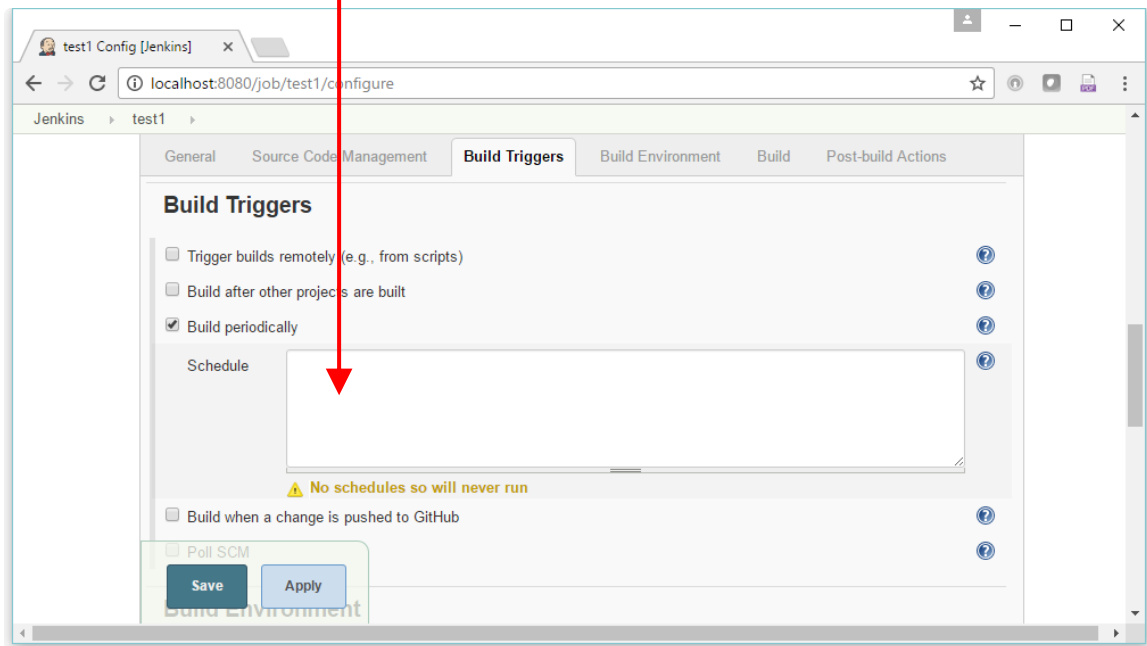 test1 Config [Jenkins]
localhost:8080/job/test1/configure
Jenkins test1
General Source Code Management Build Triggers Build Environment Build Post-build Actions
Build Triggers
Trigger builds remotely (e.g., from scripts)
Build after other projects are built
Build periodically
Schedule
No schedules so will never run
Build when a change is pushed to GitHub
Poll SCM
Save Apply
Build Environment